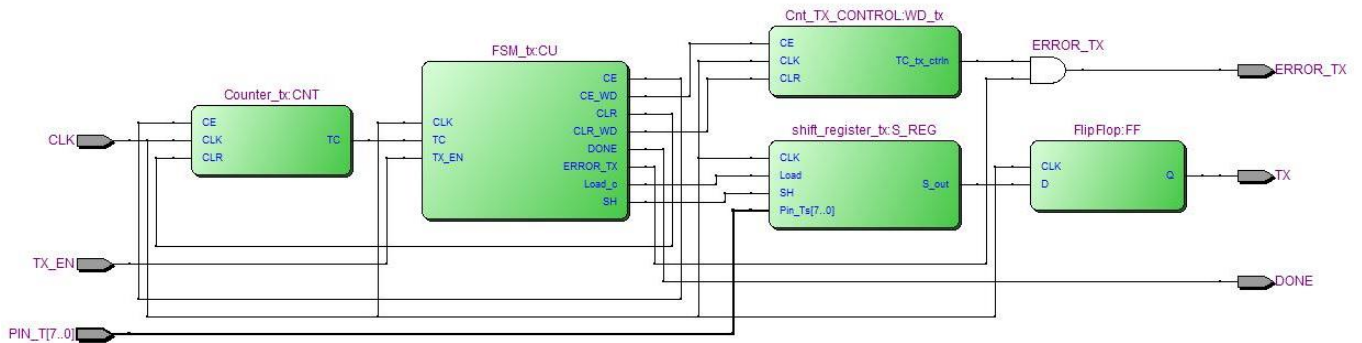 Cnt_TX_CONTROL:WD_tx
CE
CLK
CLR
TC_tx_ctrln
ERROR_TX
ERROR_TX
FSM_tx:CU
CLK
TC
TX_EN
CE
CE_WD
CLR
CLR_WD
DONE
ERROR_TX
Load_c
SH
Counter_tx:CNT
CE
CLK
CLR
TC
CLK
shift_register_tx:S_REG
CLK
Load
SH
Pin_Ts[7..0]
S_out
FlipFlop:FF
CLK
D
Q
TX
TX_EN
DONE
PIN_T[7..0]